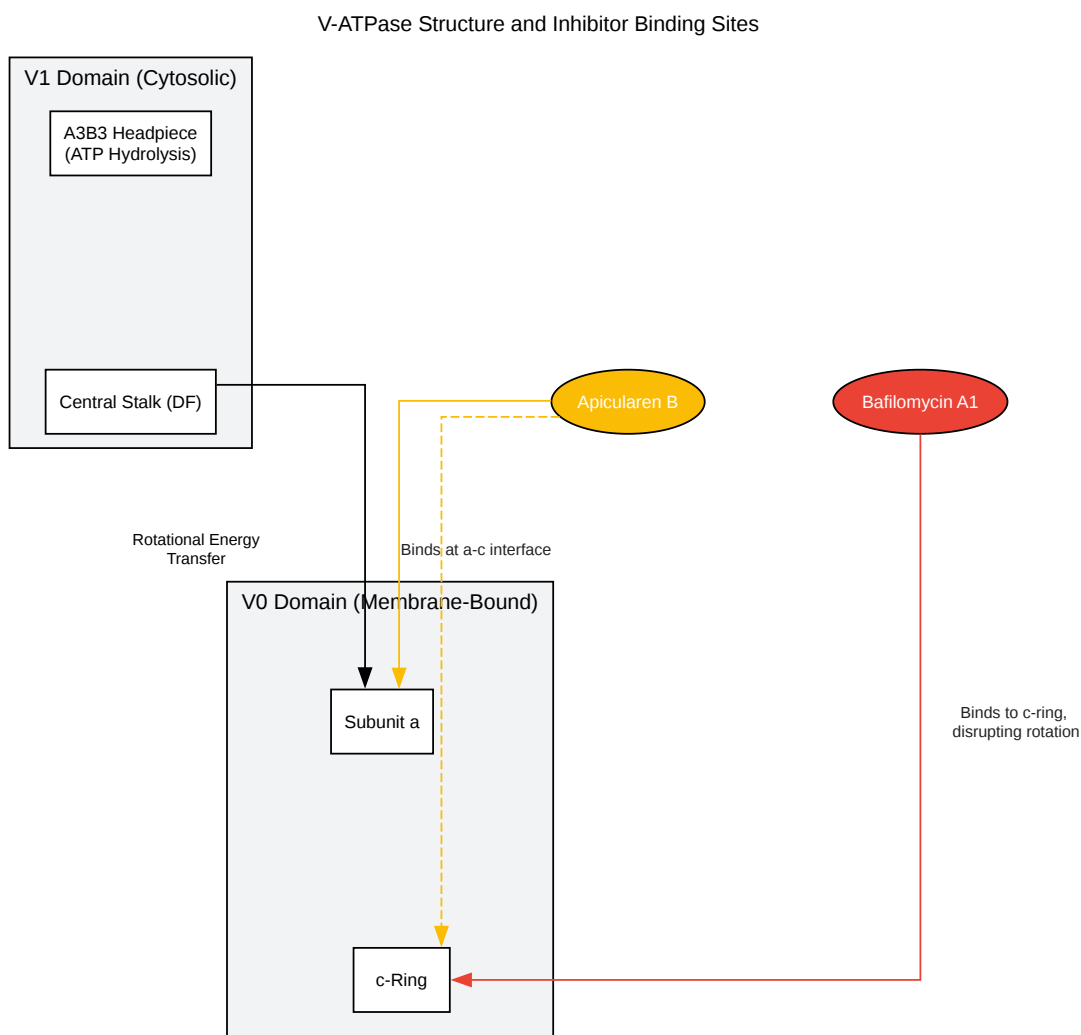 V-ATPase Structure and Inhibitor Binding Sites
V1 Domain (Cytosolic)
A3B3 Headpiece
(ATP Hydrolysis)
Central Stalk (DF)
Apicularen B
Bafilomycin A1
Rotational Energy
Transfer
Binds at a-c interface
V0 Domain (Membrane-Bound)
Subunit a
Binds to c-ring,
disrupting rotation
c-Ring